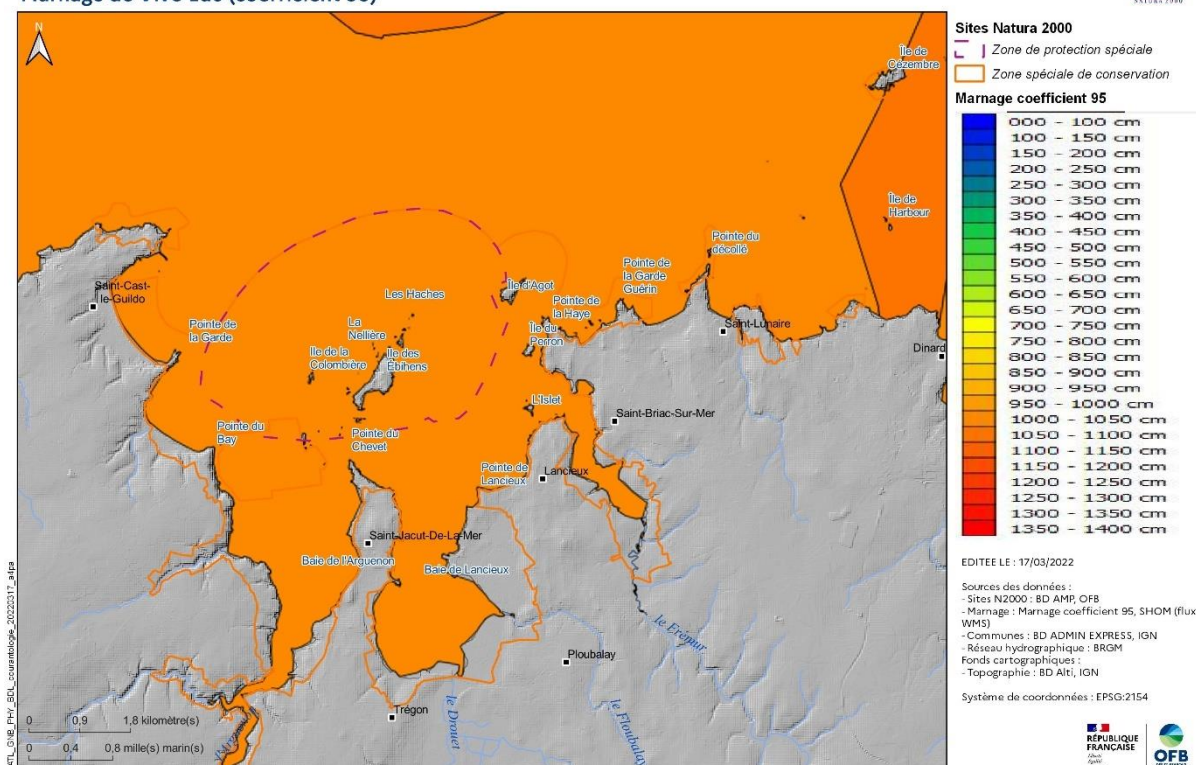 Sites Natura 2000
Zone de protection spéciale
Zone spéciale de conservation
Marnage coefficient 95
000 - 100 cm
100 - 150 cm
150 - 200 cm
200 - 250 cm
250 - 300 cm
300 - 350 cm
350 - 400 cm
400 - 450 cm
450 - 500 cm
500 - 550 cm
550 - 600 cm
600 - 650 cm
650 - 700 cm
700 - 750 cm
750 - 800 cm
800 - 850 cm
850 - 900 cm
900 - 950 cm
950 - 1000 cm
1000 - 1050 cm
1050 - 1100 cm
1100 - 1150 cm
1150 - 1200 cm
1200 - 1250 cm
1250 - 1300 cm
1300 - 1350 cm
1350 - 1400 cm
N
Île de
Cézembre
Île de
Harbour
Pointe du
décollé
Pointe de
la Garde
Guérin
Île d'Agot
Pointe de
la Haye
Saint-Cast-
le-Guildo
Les Haches
Pointe de
la Garde
La
Nellière
Île du
Perron
Saint-Lunaire
Dinard
Ile de la
Colombière
Ile des
Ebihens
L'Islet
Saint-Briac-Sur-Mer
Pointe du
Bay
Pointe du
Chevet
Pointe de
Lancieux
Lancieux
Saint-Jacut-De-La-Mer
Baie de l'Arguenon
Baie de Lancieux
le Frémur
Ploubalay
Trégon
le Drouet
le Floubalay
0 0,9 1,8 kilomètre(s)
0 0,4 0,8 mille(s) marin(s)
EDITEE LE : 17/03/2022
Sources des données :
- Sites N2000 : BD AMP, OFB
- Marnage : Marnage coefficient 95, SHOM (flux
WMS)
- Communes : BD ADMIN EXPRESS, IGN
- Réseau hydrographique : BRGM
Fonds cartographiques :
- Topographie : BD Alti, IGN
Système de coordonnées : EPSG:2154
RÉPUBLIQUE
FRANÇAISE
OFB